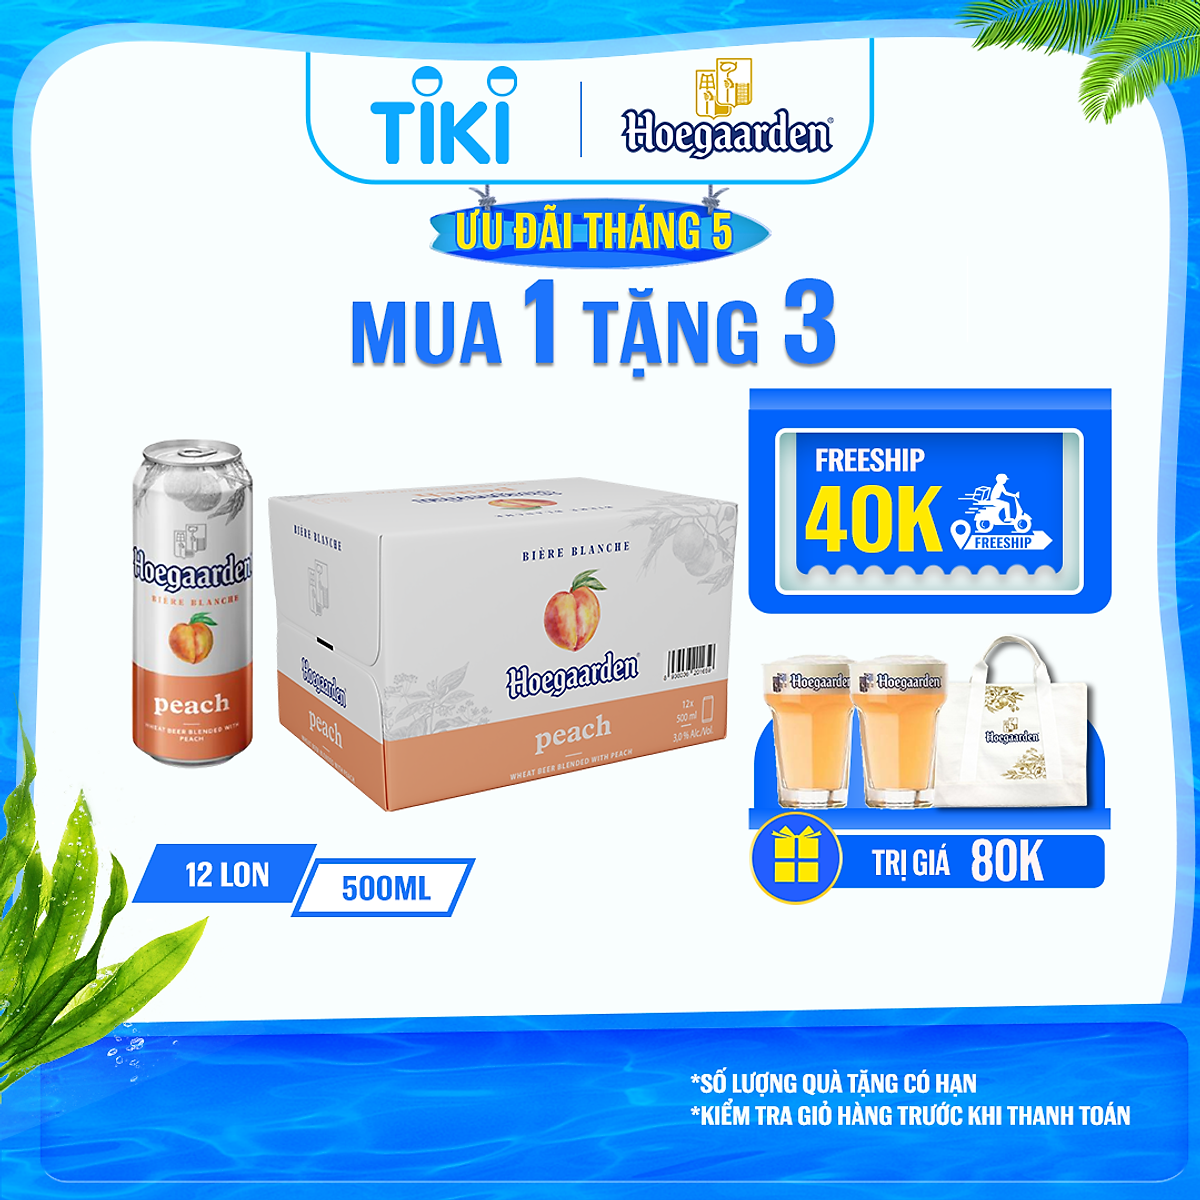 TiKi
Hoegaarden
ƯU ĐÃI THÁNG 5
MUA 1 TẶNG 3
FREESHIP
40K
FREESHIP
Hoegaarden
BIÈRE BLANCHE
peach
WHEAT BEER BLENDED WITH
PEACH
BIÈRE BLANCHE
Hoegaarden
peach
BIÈRE BLANCHE
Hoegaarden
peach
WHEAT BEER BLENDED WITH PEACH
12x
500 ml
3,0 % Alc./Vol.
Hoegaarden
Hoegaarden
Hoegaarden
TRỊ GIÁ 80K
12 LON
500ML
*SỐ LƯỢNG QUÀ TẶNG CÓ HẠN
*KIỂM TRA GIỎ HÀNG TRƯỚC KHI THANH TOÁN